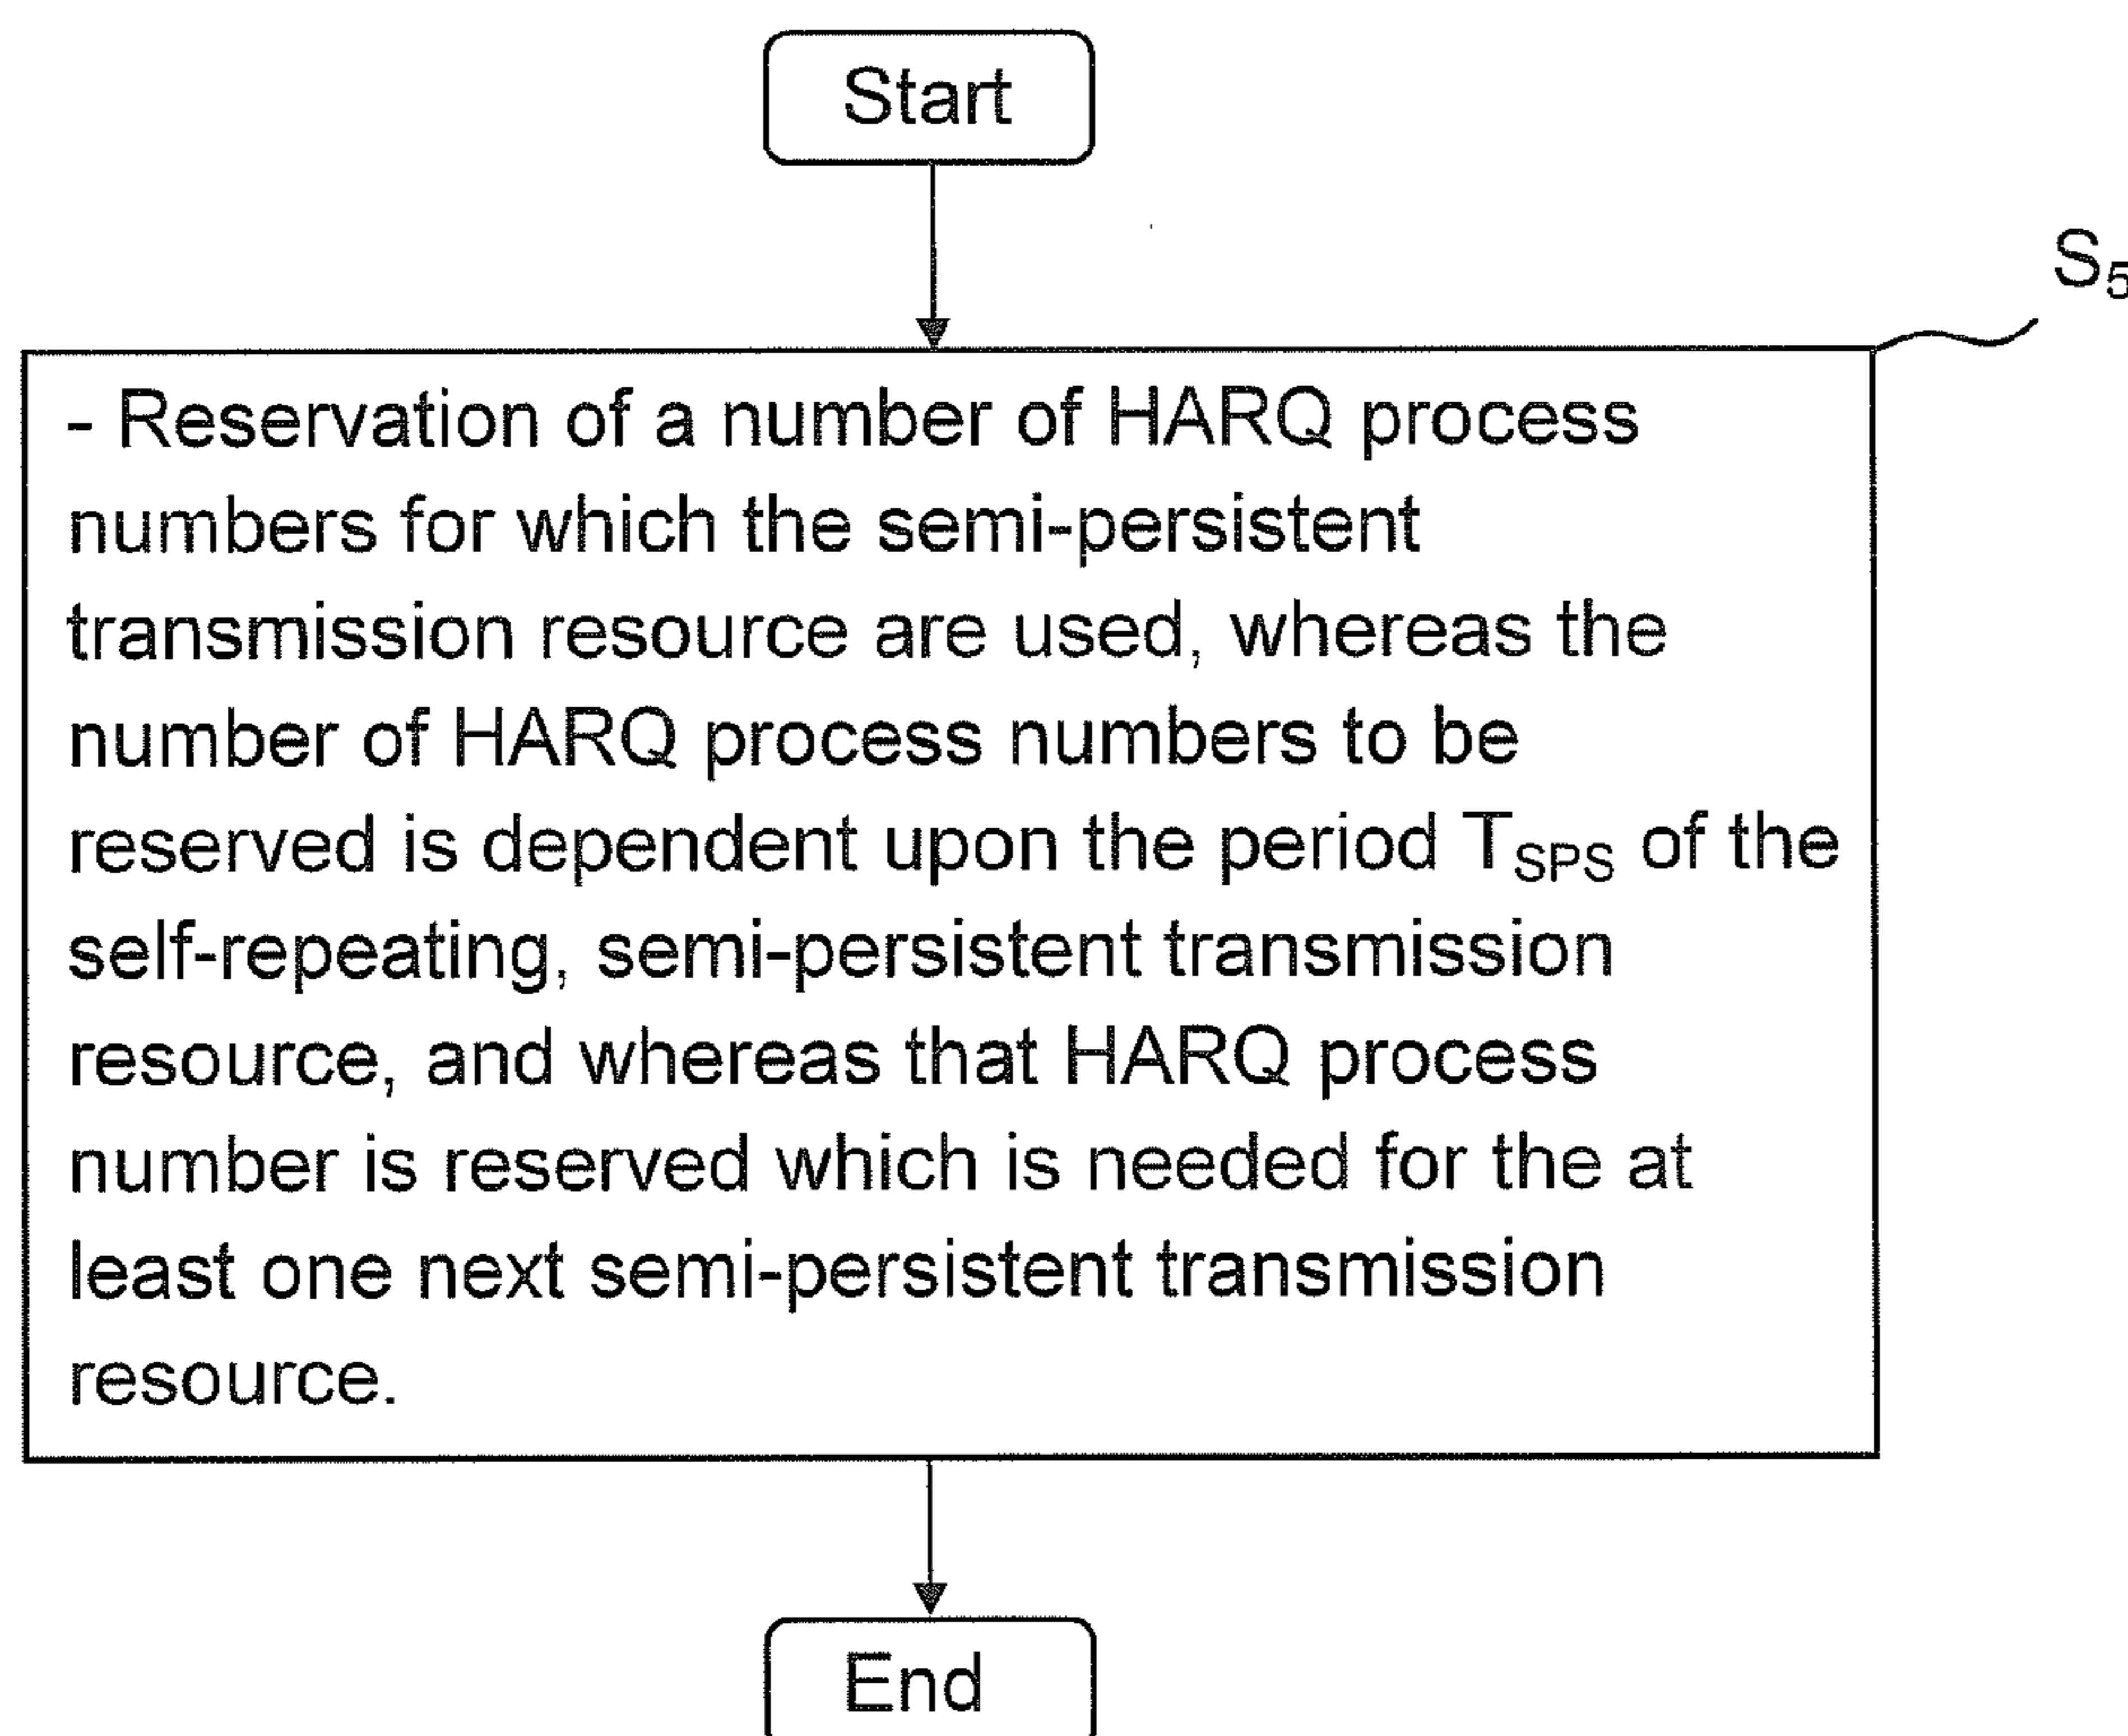 Start
S₅
- Reservation of a number of HARQ process
numbers for which the semi-persistent
transmission resource are used, whereas the
number of HARQ process numbers to be
reserved is dependent upon the period T_SPS of the
self-repeating, semi-persistent transmission
resource, and whereas that HARQ process
number is reserved which is needed for the at
least one next semi-persistent transmission
resource.
End